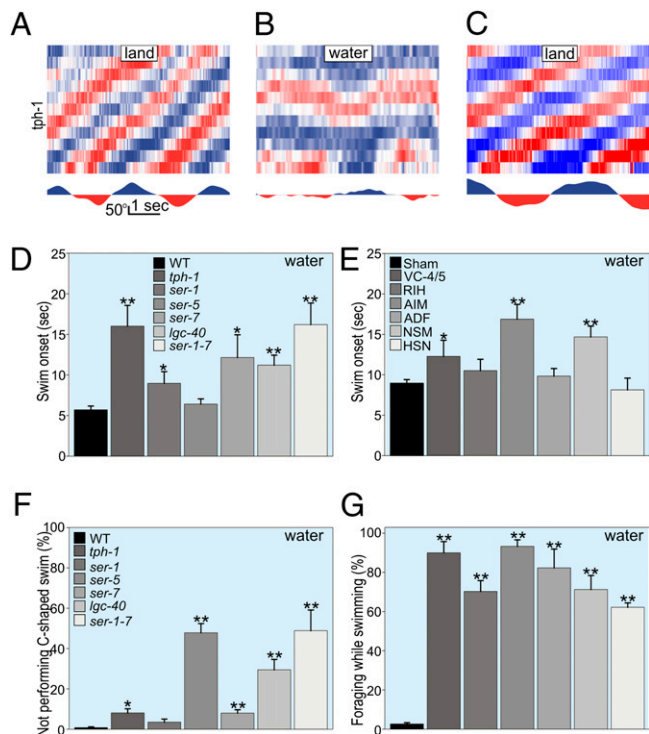 A
B
C
land
water
land
tph-1
50° 1 sec
D
E
25
20
15
10
5
0
Swim onset (sec)
WT
tph-1
ser-1
ser-5
ser-7
lgc-40
ser-1-7
water
**
*
*
**
**
25
20
15
10
5
0
Swim onset (sec)
Sham
VC-4/5
RIH
AIM
ADF
NSM
HSN
water
*
**
**
F
G
100
80
60
40
20
0
Not performing C-shaped swim (%)
WT
tph-1
ser-1
ser-5
ser-7
lgc-40
ser-1-7
water
*
**
**
**
**
100
80
60
40
20
0
Foraging while swimming (%)
water
**
**
**
**
**
**